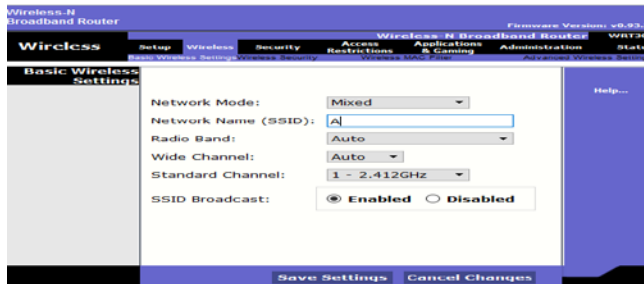 Wireless-N
Broadband Router
Firmware Version: v0.93.
Wireless-N Broadband Router WRT30
Wireless
Setup Wireless Security Access Restrictions Applications & Gaming Administration Stat
Basic Wireless Settings Wireless Security Wireless MAC Filter Advanced Wireless Settin
Basic Wireless
Settings
Help...
Network Mode: Mixed
Network Name (SSID): A
Radio Band: Auto
Wide Channel: Auto
Standard Channel: 1 - 2.412GHz
SSID Broadcast: Enabled Disabled
Save Settings Cancel Changes